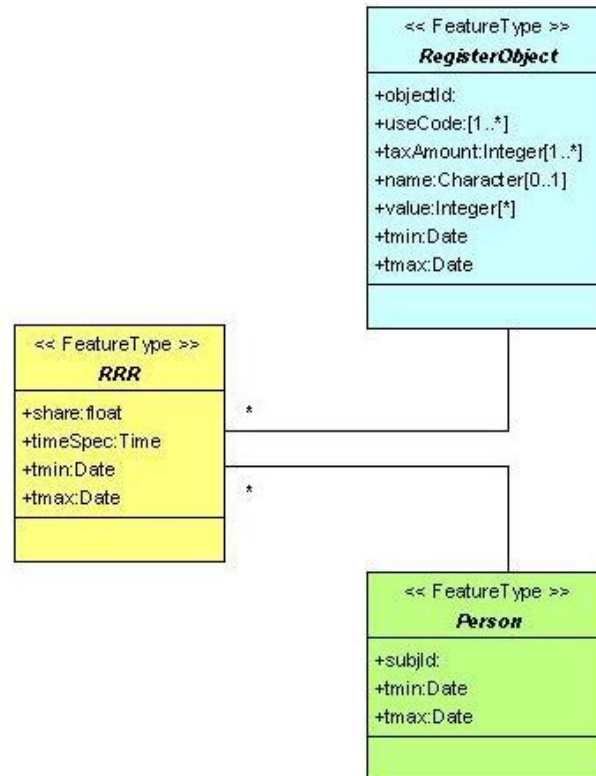 << FeatureType >>
RegisterObject
+objectId:
+useCode:[1..*]
+taxAmount:Integer[1..*]
+name:Character[0..1]
+value:Integer[*]
+tmin:Date
+tmax:Date
<< FeatureType >>
RRR
+share:float
+timeSpec:Time
+tmin:Date
+tmax:Date
*
*
<< FeatureType >>
Person
+subjId:
+tmin:Date
+tmax:Date